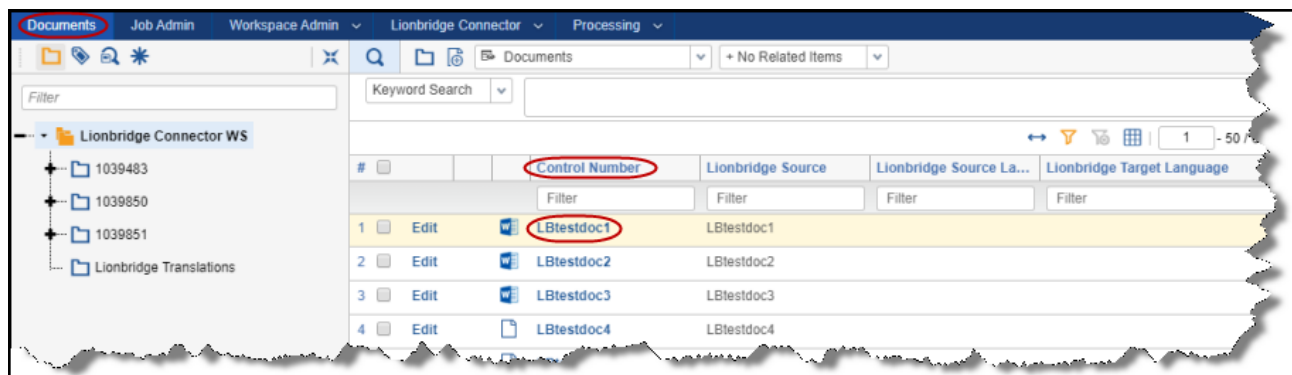 Documents Job Admin Workspace Admin Lionbridge Connector Processing
Documents + No Related Items
Filter Keyword Search
Lionbridge Connector WS
1 - 50 /
1039483
# Control Number Lionbridge Source Lionbridge Source La... Lionbridge Target Language
1039850
Filter Filter Filter Filter
1039851
1 Edit LBtestdoc1 LBtestdoc1
Lionbridge Translations
2 Edit LBtestdoc2 LBtestdoc2
3 Edit LBtestdoc3 LBtestdoc3
4 Edit LBtestdoc4 LBtestdoc4